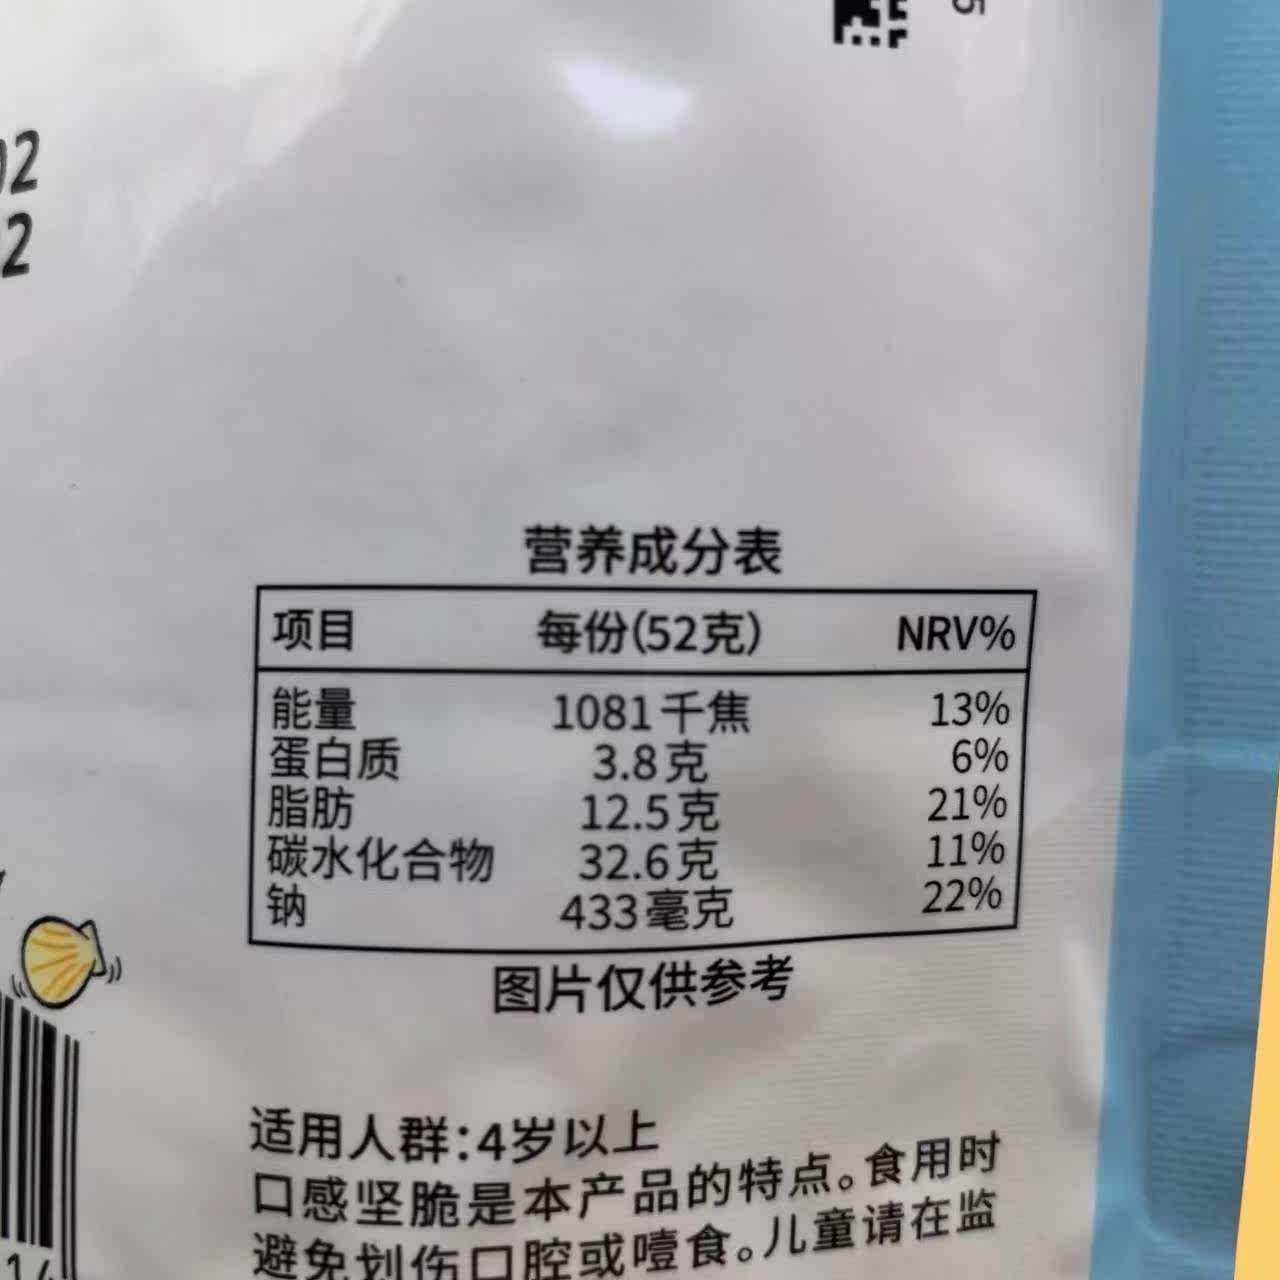 5
02
2
营养成分表
项目 每份(52克) NRV%
能量 1081千焦 13%
蛋白质 3.8克 6%
脂肪 12.5克 21%
碳水化合物 32.6克 11%
钠 433毫克 22%
图片仅供参考
适用人群:4岁以上
口感坚脆是本产品的特点。食用时
避免划伤口腔或噎食。儿童请在监